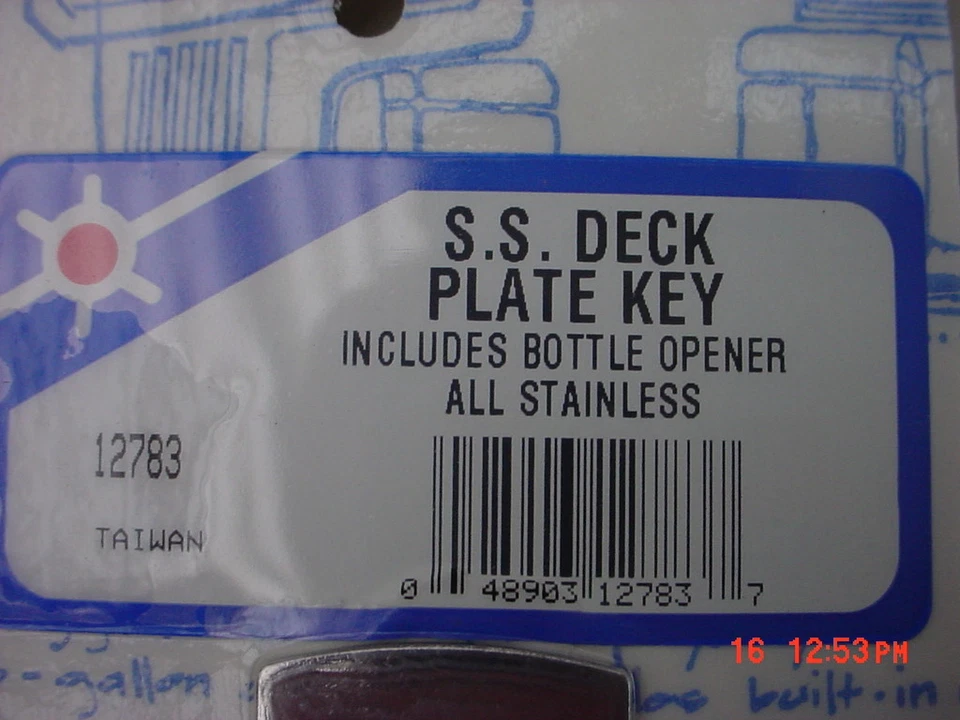 S.S. DECK
PLATE KEY
INCLUDES BOTTLE OPENER
ALL STAINLESS
12783
TAIWAN
0 48903 12783 7
16 12:53PM
-gallon has built-in